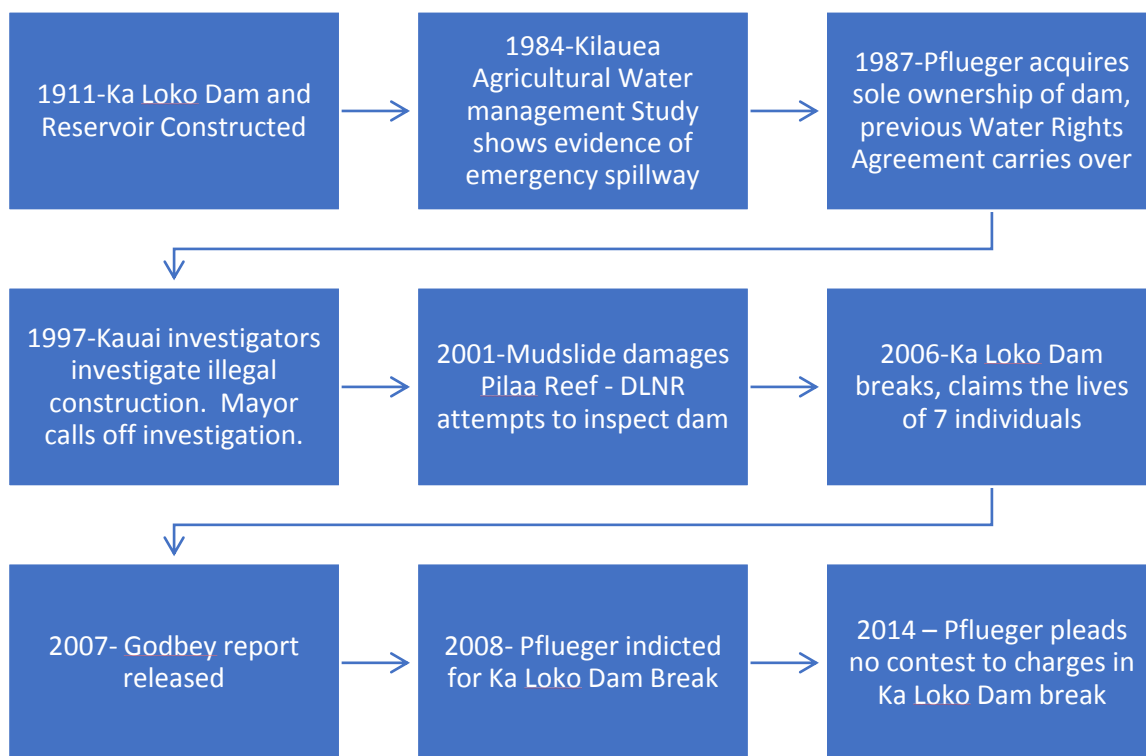 1911-Ka Loko Dam and
Reservoir Constructed
1984-Kilauea
Agricultural Water
management Study
shows evidence of
emergency spillway
1987-Pflueger acquires
sole ownership of dam,
previous Water Rights
Agreement carries over
1997-Kauai investigators
investigate illegal
construction.  Mayor
calls off investigation.
2001-Mudslide damages
Pilaa Reef - DLNR
attempts to inspect dam
2006-Ka Loko Dam
breaks, claims the lives
of 7 individuals
2007- Godbey report
released
2008- Pflueger indicted
for Ka Loko Dam Break
2014 – Pflueger pleads
no contest to charges in
Ka Loko Dam break